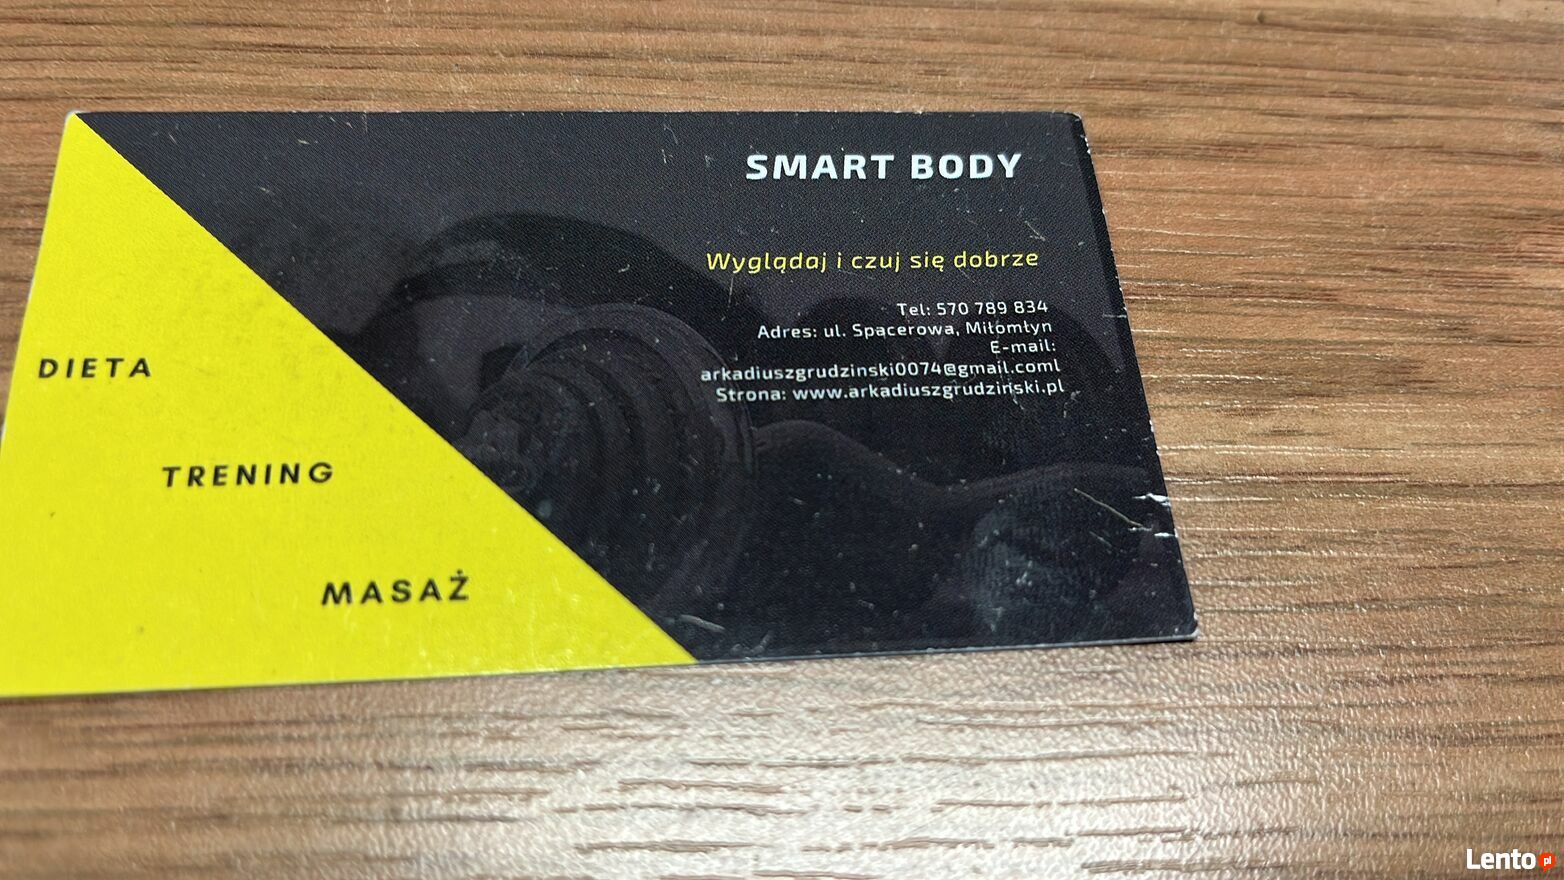 SMART BODY
Wyglądaj i czuj się dobrze
Tel: 570 789 834
Adres: ul. Spacerowa, Miłomłyn
E-mail:
arkadiuszgrudzinski0074@gmail.coml
Strona: www.arkadiuszgrudziński.pl
DIETA
TRENING
MASAŻ
Lento pl